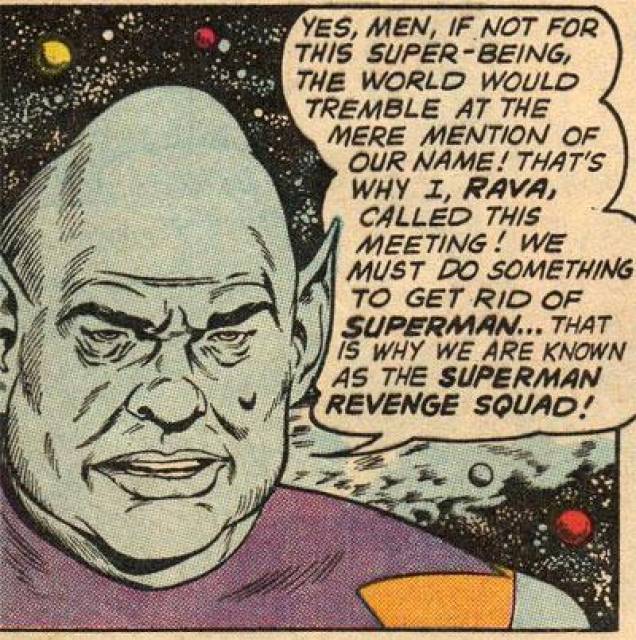 YES, MEN, IF NOT FOR
THIS SUPER-BEING,
THE WORLD WOULD
TREMBLE AT THE
MERE MENTION OF
OUR NAME! THAT'S
WHY I, RAVA,
CALLED THIS
MEETING! WE
MUST DO SOMETHING
TO GET RID OF
SUPERMAN... THAT
IS WHY WE ARE KNOWN
AS THE SUPERMAN
REVENGE SQUAD!